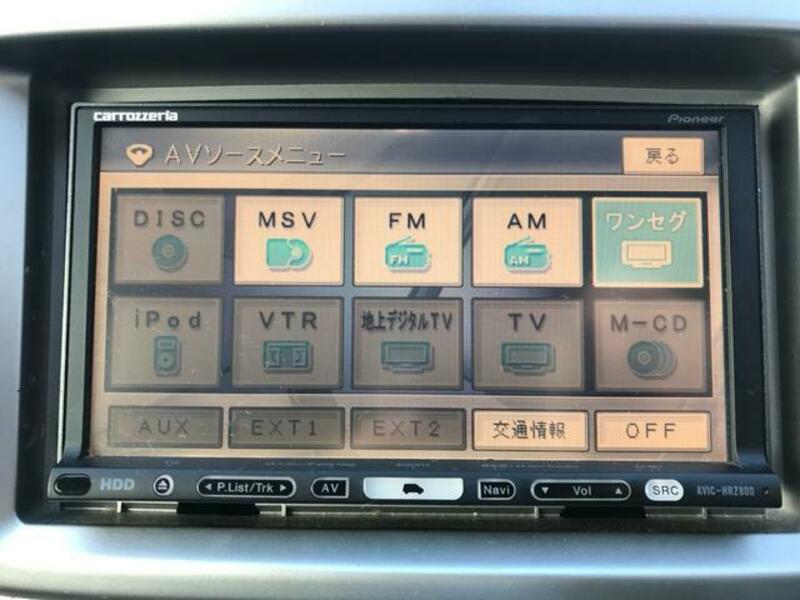 carrozzeria Pioneer
AVソースメニュー 戻る
DISC MSV FM AM ワンセグ
FM AM
iPod VTR 地上デジタルTV TV M-CD
AUX EXT1 EXT2 交通情報 OFF
HDD P.List/Trk AV Navi Vol SRC AVIC-HRZ800